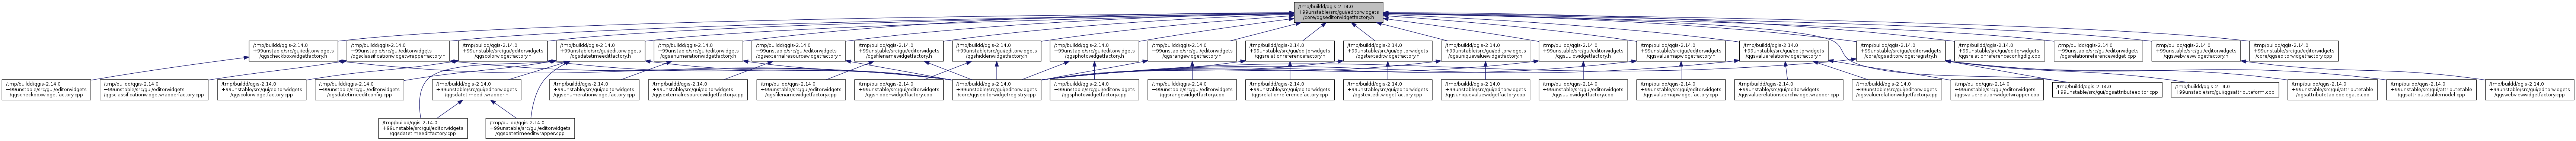 /tmp/buildd/qgis-2.14.0
+99unstable/src/gui/editorwidgets
/core/qgseditorwidgetfactory.h
/tmp/buildd/qgis-2.14.0
+99unstable/src/gui/editorwidgets
/qgscheckboxwidgetfactory.h
/tmp/buildd/qgis-2.14.0
+99unstable/src/gui/editorwidgets
/qgsclassificationwidgetwrapperfactory.h
/tmp/buildd/qgis-2.14.0
+99unstable/src/gui/editorwidgets
/qgscolorwidgetfactory.h
/tmp/buildd/qgis-2.14.0
+99unstable/src/gui/editorwidgets
/qgsdatetimeeditfactory.h
/tmp/buildd/qgis-2.14.0
+99unstable/src/gui/editorwidgets
/qgsenumerationwidgetfactory.h
/tmp/buildd/qgis-2.14.0
+99unstable/src/gui/editorwidgets
/qgsexternalresourcewidgetfactory.h
/tmp/buildd/qgis-2.14.0
+99unstable/src/gui/editorwidgets
/qgsfilenamewidgetfactory.h
/tmp/buildd/qgis-2.14.0
+99unstable/src/gui/editorwidgets
/qgshiddenwidgetfactory.h
/tmp/buildd/qgis-2.14.0
+99unstable/src/gui/editorwidgets
/qgsphotowidgetfactory.h
/tmp/buildd/qgis-2.14.0
+99unstable/src/gui/editorwidgets
/qgsrangewidgetfactory.h
/tmp/buildd/qgis-2.14.0
+99unstable/src/gui/editorwidgets
/qgsrelationreferencefactory.h
/tmp/buildd/qgis-2.14.0
+99unstable/src/gui/editorwidgets
/qgstexteditfactory.h
/tmp/buildd/qgis-2.14.0
+99unstable/src/gui/editorwidgets
/qgsuniquevaluewidgetfactory.h
/tmp/buildd/qgis-2.14.0
+99unstable/src/gui/editorwidgets
/qgsuuidwidgetfactory.h
/tmp/buildd/qgis-2.14.0
+99unstable/src/gui/editorwidgets
/qgsvaluemapwidgetfactory.h
/tmp/buildd/qgis-2.14.0
+99unstable/src/gui/editorwidgets
/qgsvaluerelationwidgetfactory.h
/tmp/buildd/qgis-2.14.0
+99unstable/src/gui/editorwidgets
/core/qgseditorwidgetregistry.h
/tmp/buildd/qgis-2.14.0
+99unstable/src/gui/editorwidgets
/qgsrelationreferenceconfigdlg.cpp
/tmp/buildd/qgis-2.14.0
+99unstable/src/gui/editorwidgets
/qgsrelationreferencewidget.cpp
/tmp/buildd/qgis-2.14.0
+99unstable/src/gui/editorwidgets
/qgswebviewwidgetfactory.h
/tmp/buildd/qgis-2.14.0
+99unstable/src/gui/editorwidgets
/core/qgseditorwidgetfactory.cpp
/tmp/buildd/qgis-2.14.0
+99unstable/src/gui/editorwidgets
/qgscheckboxwidgetfactory.cpp
/tmp/buildd/qgis-2.14.0
+99unstable/src/gui/editorwidgets
/qgsclassificationwidgetwrapperfactory.cpp
/tmp/buildd/qgis-2.14.0
+99unstable/src/gui/editorwidgets
/qgscolorwidgetfactory.cpp
/tmp/buildd/qgis-2.14.0
+99unstable/src/gui/editorwidgets
/qgsdatetimeeditconfig.cpp
/tmp/buildd/qgis-2.14.0
+99unstable/src/gui/editorwidgets
/qgsdatetimeeditwrapper.h
/tmp/buildd/qgis-2.14.0
+99unstable/src/gui/editorwidgets
/qgsenumerationwidgetfactory.cpp
/tmp/buildd/qgis-2.14.0
+99unstable/src/gui/editorwidgets
/qgsexternalresourcewidgetfactory.cpp
/tmp/buildd/qgis-2.14.0
+99unstable/src/gui/editorwidgets
/qgsfilenamewidgetfactory.cpp
/tmp/buildd/qgis-2.14.0
+99unstable/src/gui/editorwidgets
/qgshiddenwidgetfactory.cpp
/tmp/buildd/qgis-2.14.0
+99unstable/src/gui/editorwidgets
/core/qgseditorwidgetregistry.cpp
/tmp/buildd/qgis-2.14.0
+99unstable/src/gui/editorwidgets
/qgsphotowidgetfactory.cpp
/tmp/buildd/qgis-2.14.0
+99unstable/src/gui/editorwidgets
/qgsrangewidgetfactory.cpp
/tmp/buildd/qgis-2.14.0
+99unstable/src/gui/editorwidgets
/qgsrelationreferencefactory.cpp
/tmp/buildd/qgis-2.14.0
+99unstable/src/gui/editorwidgets
/qgstexteditfactory.cpp
/tmp/buildd/qgis-2.14.0
+99unstable/src/gui/editorwidgets
/qgsuniquevaluewidgetfactory.cpp
/tmp/buildd/qgis-2.14.0
+99unstable/src/gui/editorwidgets
/qgsuuidwidgetfactory.cpp
/tmp/buildd/qgis-2.14.0
+99unstable/src/gui/editorwidgets
/qgsvaluemapwidgetfactory.cpp
/tmp/buildd/qgis-2.14.0
+99unstable/src/gui/editorwidgets
/qgsvaluerelationsearchwidgetwrapper.cpp
/tmp/buildd/qgis-2.14.0
+99unstable/src/gui/editorwidgets
/qgsvaluerelationwidgetfactory.cpp
/tmp/buildd/qgis-2.14.0
+99unstable/src/gui/editorwidgets
/qgsvaluerelationwidgetwrapper.cpp
/tmp/buildd/qgis-2.14.0
+99unstable/src/gui/qgsattributeeditor.cpp
/tmp/buildd/qgis-2.14.0
+99unstable/src/gui/qgsattributeform.cpp
/tmp/buildd/qgis-2.14.0
+99unstable/src/gui/attributetable
/qgsattributetabledelegate.cpp
/tmp/buildd/qgis-2.14.0
+99unstable/src/gui/attributetable
/qgsattributetablemodel.cpp
/tmp/buildd/qgis-2.14.0
+99unstable/src/gui/editorwidgets
/qgswebviewwidgetfactory.cpp
/tmp/buildd/qgis-2.14.0
+99unstable/src/gui/editorwidgets
/qgsdatetimeeditfactory.cpp
/tmp/buildd/qgis-2.14.0
+99unstable/src/gui/editorwidgets
/qgsdatetimeeditwrapper.cpp